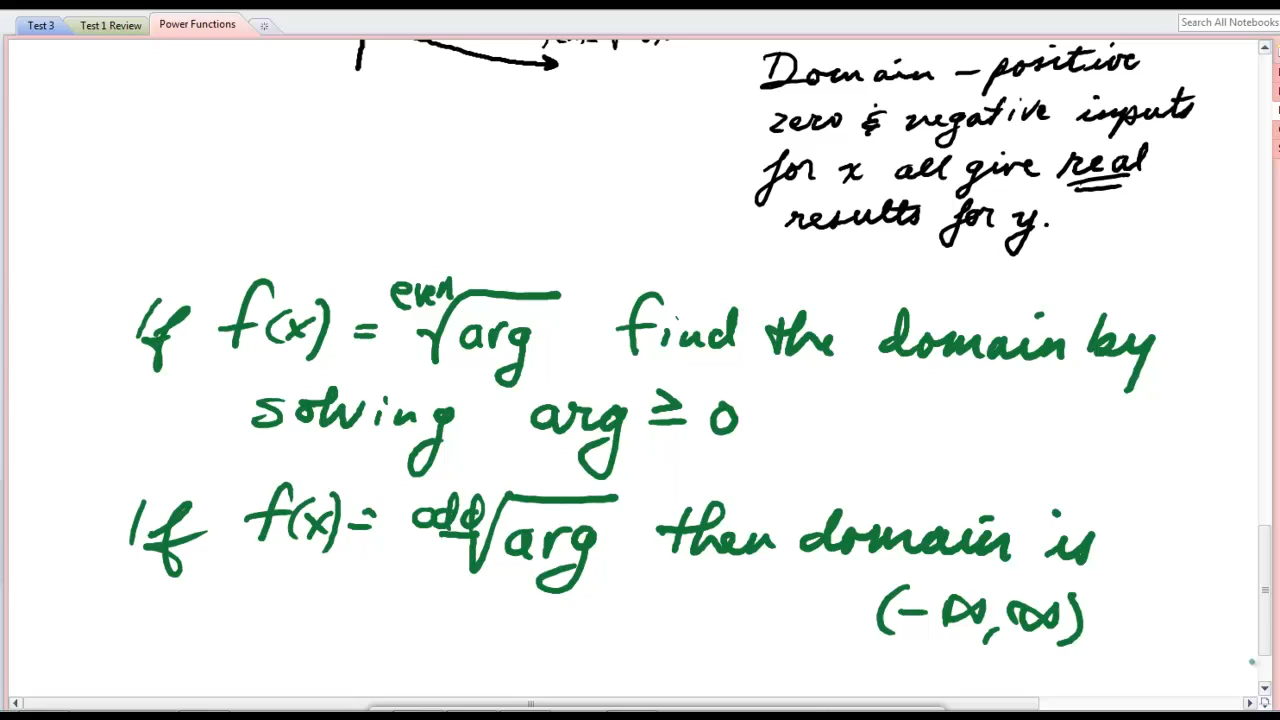 Test 3 Test 1 Review Power Functions
Search All Notebooks
Domain - positive
zero & negative inputs
for x all give real
results for y.
If f(x) = even√arg find the domain by
solving arg ≥ 0
If f(x) = odd√arg then domain is
(-∞, ∞)